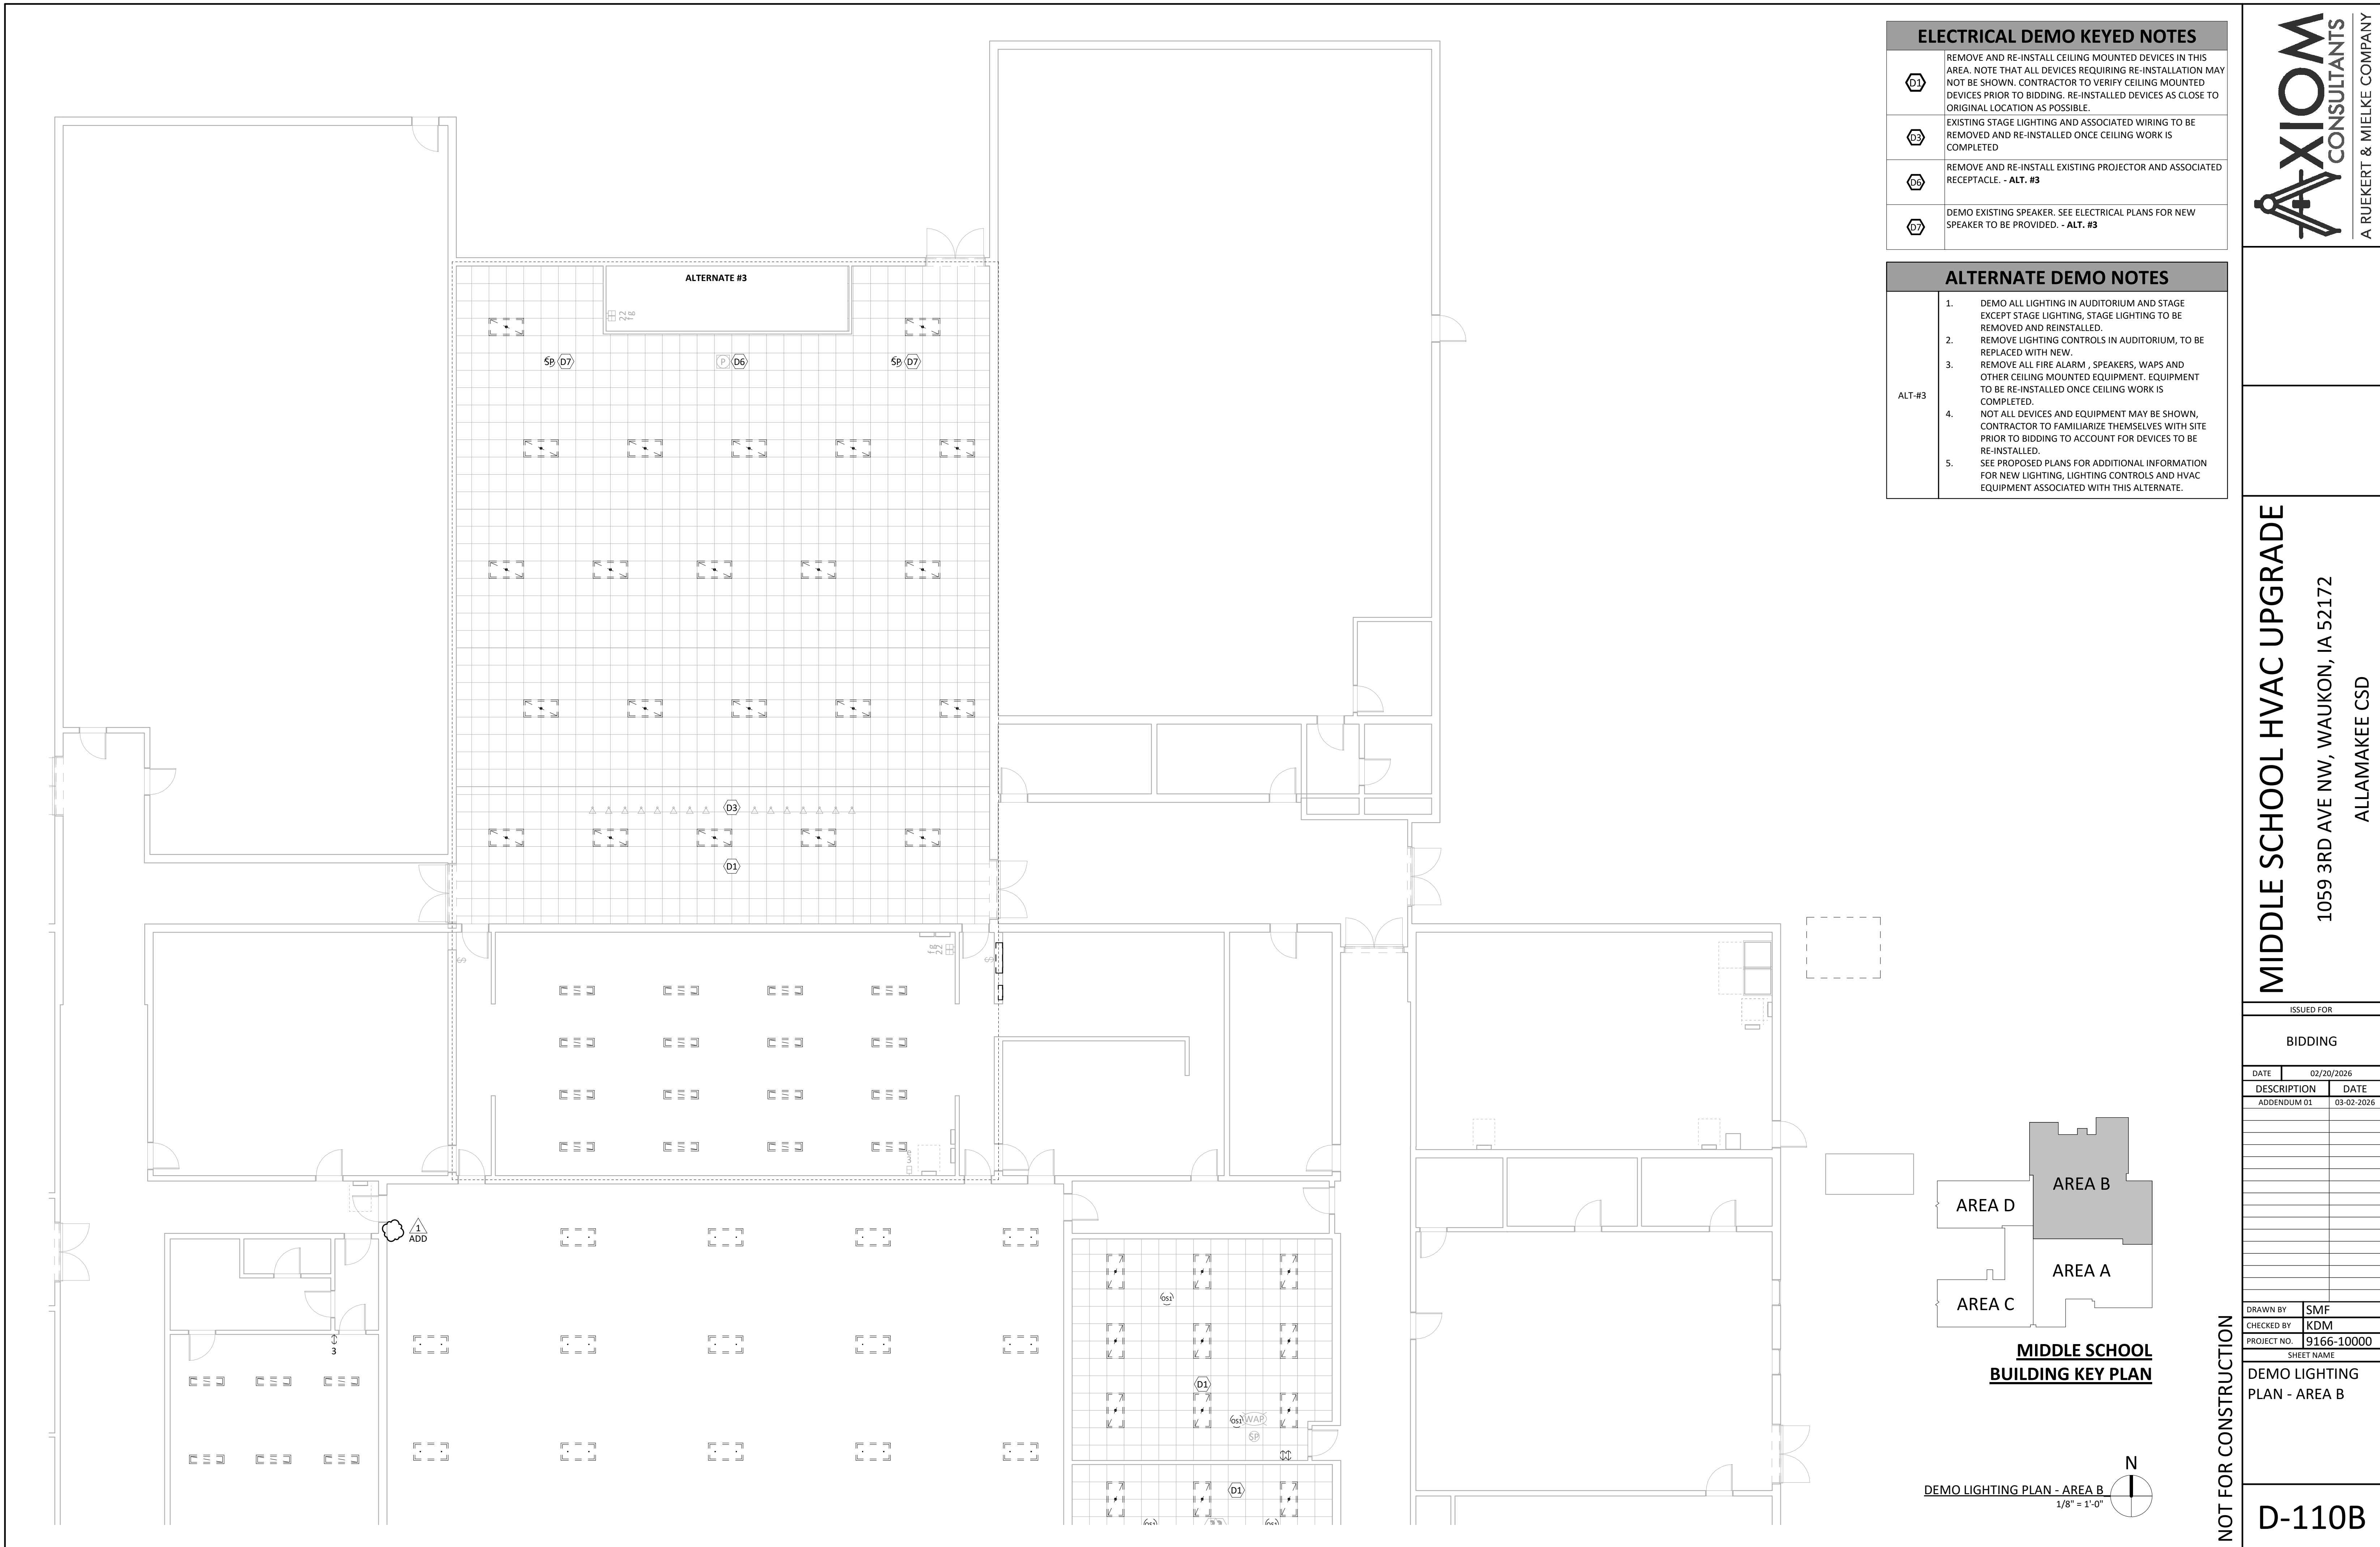 ELECTRICAL DEMO KEYED NOTES
D1
REMOVE AND RE-INSTALL CEILING MOUNTED DEVICES IN THIS
AREA. NOTE THAT ALL DEVICES REQUIRING RE-INSTALLATION MAY
NOT BE SHOWN. CONTRACTOR TO VERIFY CEILING MOUNTED
DEVICES PRIOR TO BIDDING. RE-INSTALLED DEVICES AS CLOSE TO
ORIGINAL LOCATION AS POSSIBLE.
D3
EXISTING STAGE LIGHTING AND ASSOCIATED WIRING TO BE
REMOVED AND RE-INSTALLED ONCE CEILING WORK IS
COMPLETED
D6
REMOVE AND RE-INSTALL EXISTING PROJECTOR AND ASSOCIATED
RECEPTACLE. - ALT. #3
D7
DEMO EXISTING SPEAKER. SEE ELECTRICAL PLANS FOR NEW
SPEAKER TO BE PROVIDED. - ALT. #3
ALTERNATE DEMO NOTES
ALT-#3
1. DEMO ALL LIGHTING IN AUDITORIUM AND STAGE
EXCEPT STAGE LIGHTING, STAGE LIGHTING TO BE
REMOVED AND REINSTALLED.
2. REMOVE LIGHTING CONTROLS IN AUDITORIUM, TO BE
REPLACED WITH NEW.
3. REMOVE ALL FIRE ALARM , SPEAKERS, WAPS AND
OTHER CEILING MOUNTED EQUIPMENT. EQUIPMENT
TO BE RE-INSTALLED ONCE CEILING WORK IS
COMPLETED.
4. NOT ALL DEVICES AND EQUIPMENT MAY BE SHOWN,
CONTRACTOR TO FAMILIARIZE THEMSELVES WITH SITE
PRIOR TO BIDDING TO ACCOUNT FOR DEVICES TO BE
RE-INSTALLED.
5. SEE PROPOSED PLANS FOR ADDITIONAL INFORMATION
FOR NEW LIGHTING, LIGHTING CONTROLS AND HVAC
EQUIPMENT ASSOCIATED WITH THIS ALTERNATE.
ALTERNATE #3
SP D7
P D6
SP D7
D3
D1
$
$
1
ADD
3
OS1
D1
OS1 WAP
SP
D1
OS1
OS1
AREA B
AREA D
AREA A
AREA C
MIDDLE SCHOOL
BUILDING KEY PLAN
N
DEMO LIGHTING PLAN - AREA B
1/8" = 1'-0"
NOT FOR CONSTRUCTION
AXIOM
CONSULTANTS
A RUEKERT & MIELKE COMPANY
MIDDLE SCHOOL HVAC UPGRADE
1059 3RD AVE NW, WAUKON, IA 52172
ALLAMAKEE CSD
ISSUED FOR
BIDDING
DATE 02/20/2026
DESCRIPTION DATE
ADDENDUM 01 03-02-2026
DRAWN BY SMF
CHECKED BY KDM
PROJECT NO. 9166-10000
SHEET NAME
DEMO LIGHTING
PLAN - AREA B
D-110B